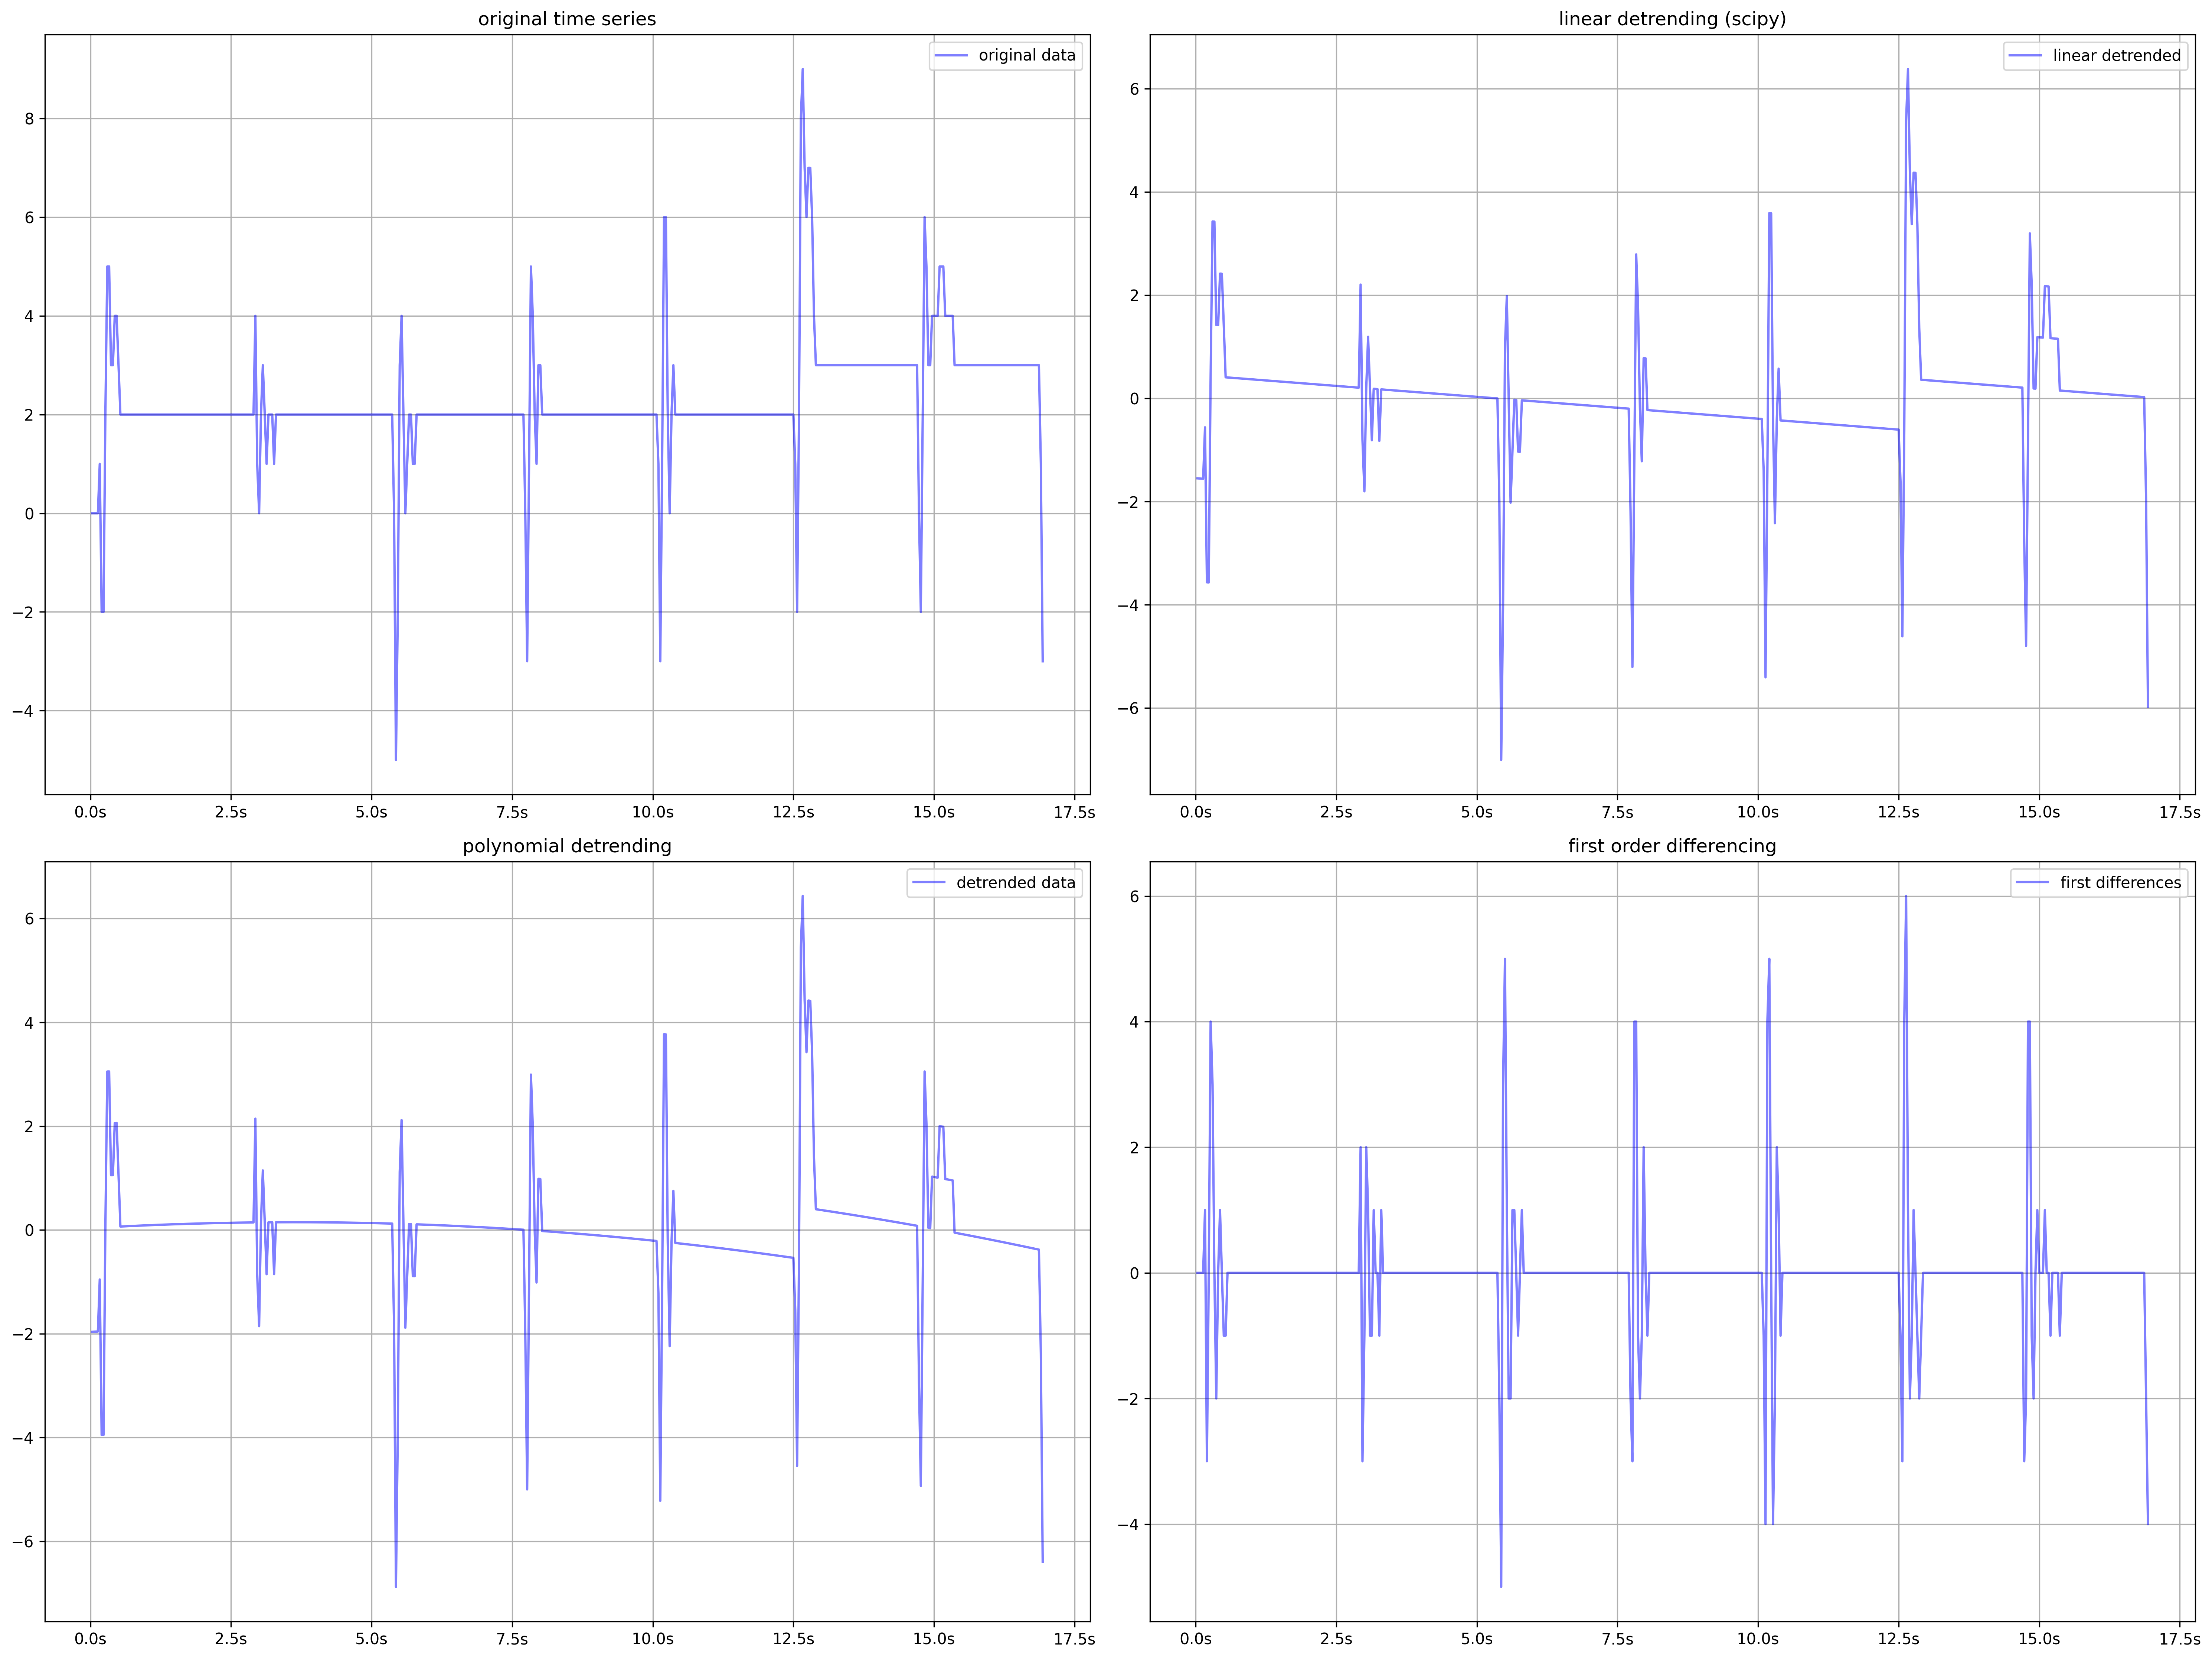 original time series
original data
8
6
4
2
0
−2
−4
0.0s 2.5s 5.0s 7.5s 10.0s 12.5s 15.0s 17.5s
linear detrending (scipy)
linear detrended
6
4
2
0
−2
−4
−6
0.0s 2.5s 5.0s 7.5s 10.0s 12.5s 15.0s 17.5s
polynomial detrending
detrended data
6
4
2
0
−2
−4
−6
0.0s 2.5s 5.0s 7.5s 10.0s 12.5s 15.0s 17.5s
first order differencing
first differences
6
4
2
0
−2
−4
0.0s 2.5s 5.0s 7.5s 10.0s 12.5s 15.0s 17.5s